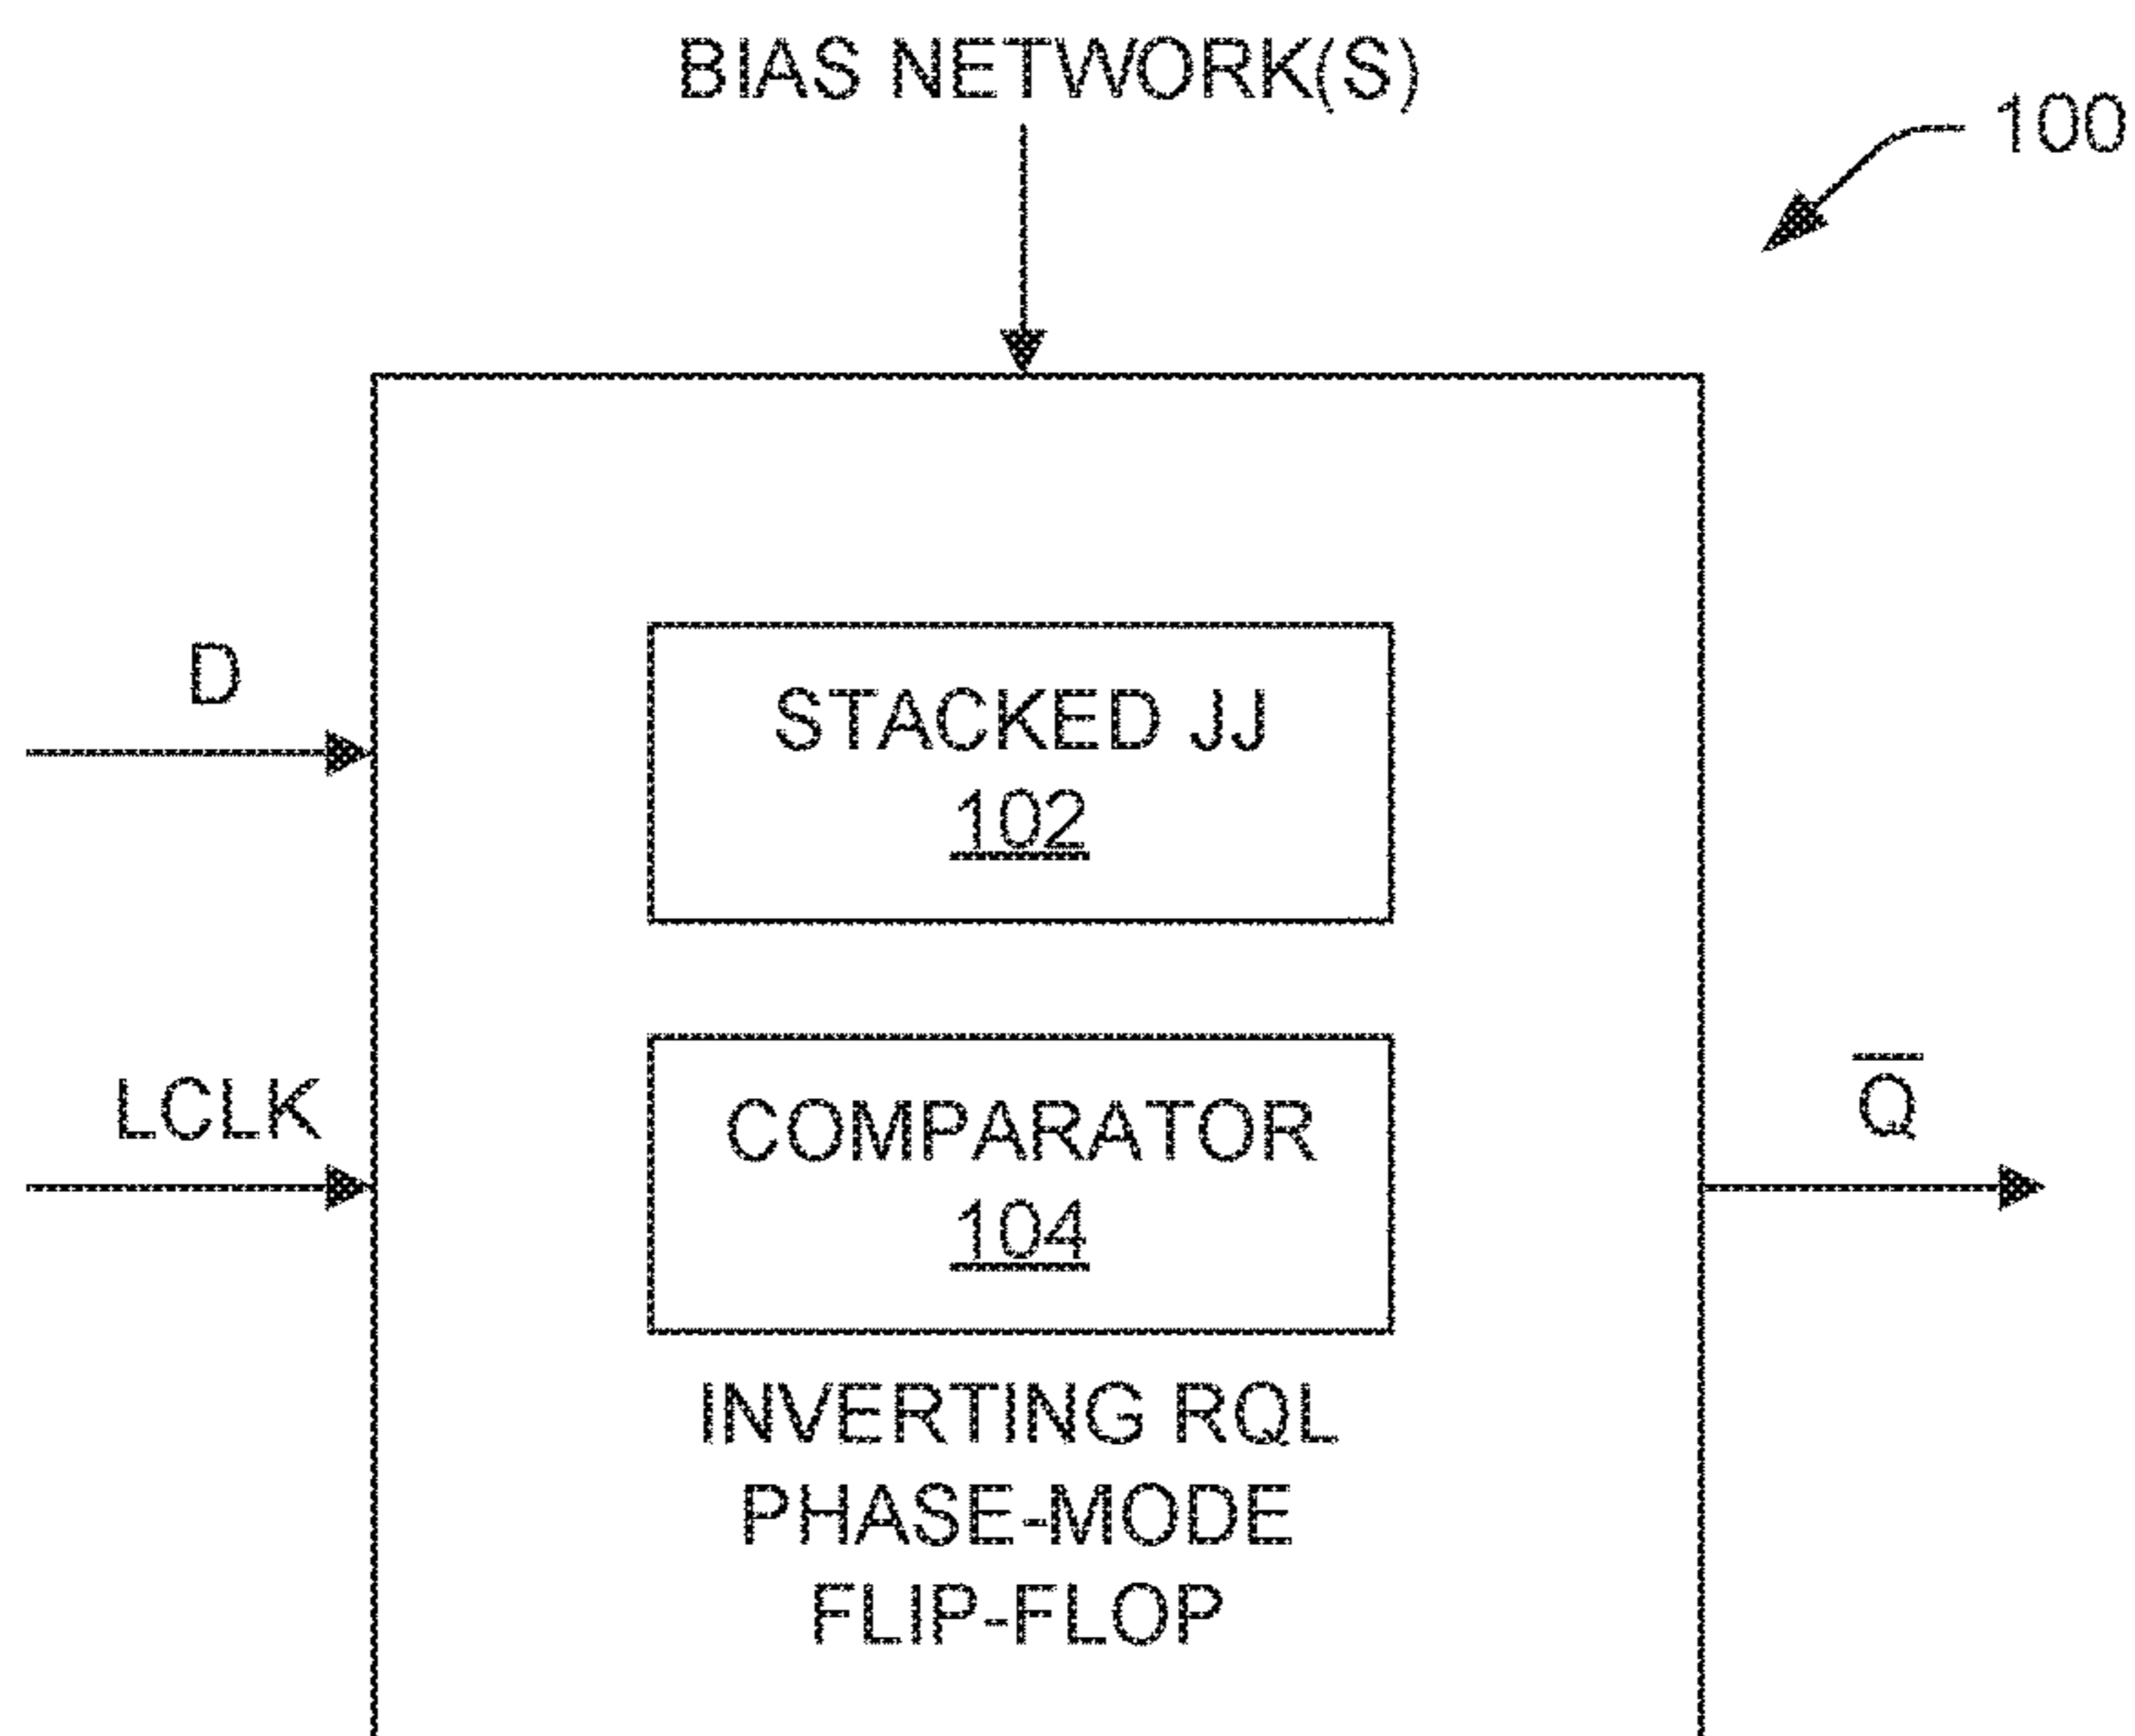 BIAS NETWORK(S)
100
D
STACKED JJ
102
LCLK
COMPARATOR
104
Q̅
INVERTING RQL
PHASE-MODE
FLIP-FLOP